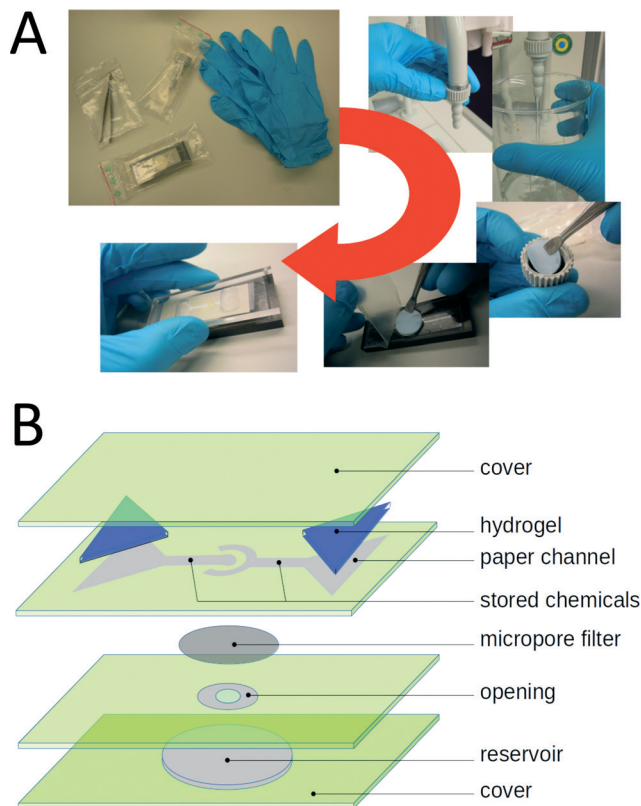 A
B
cover
hydrogel
paper channel
stored chemicals
micropore filter
opening
reservoir
cover